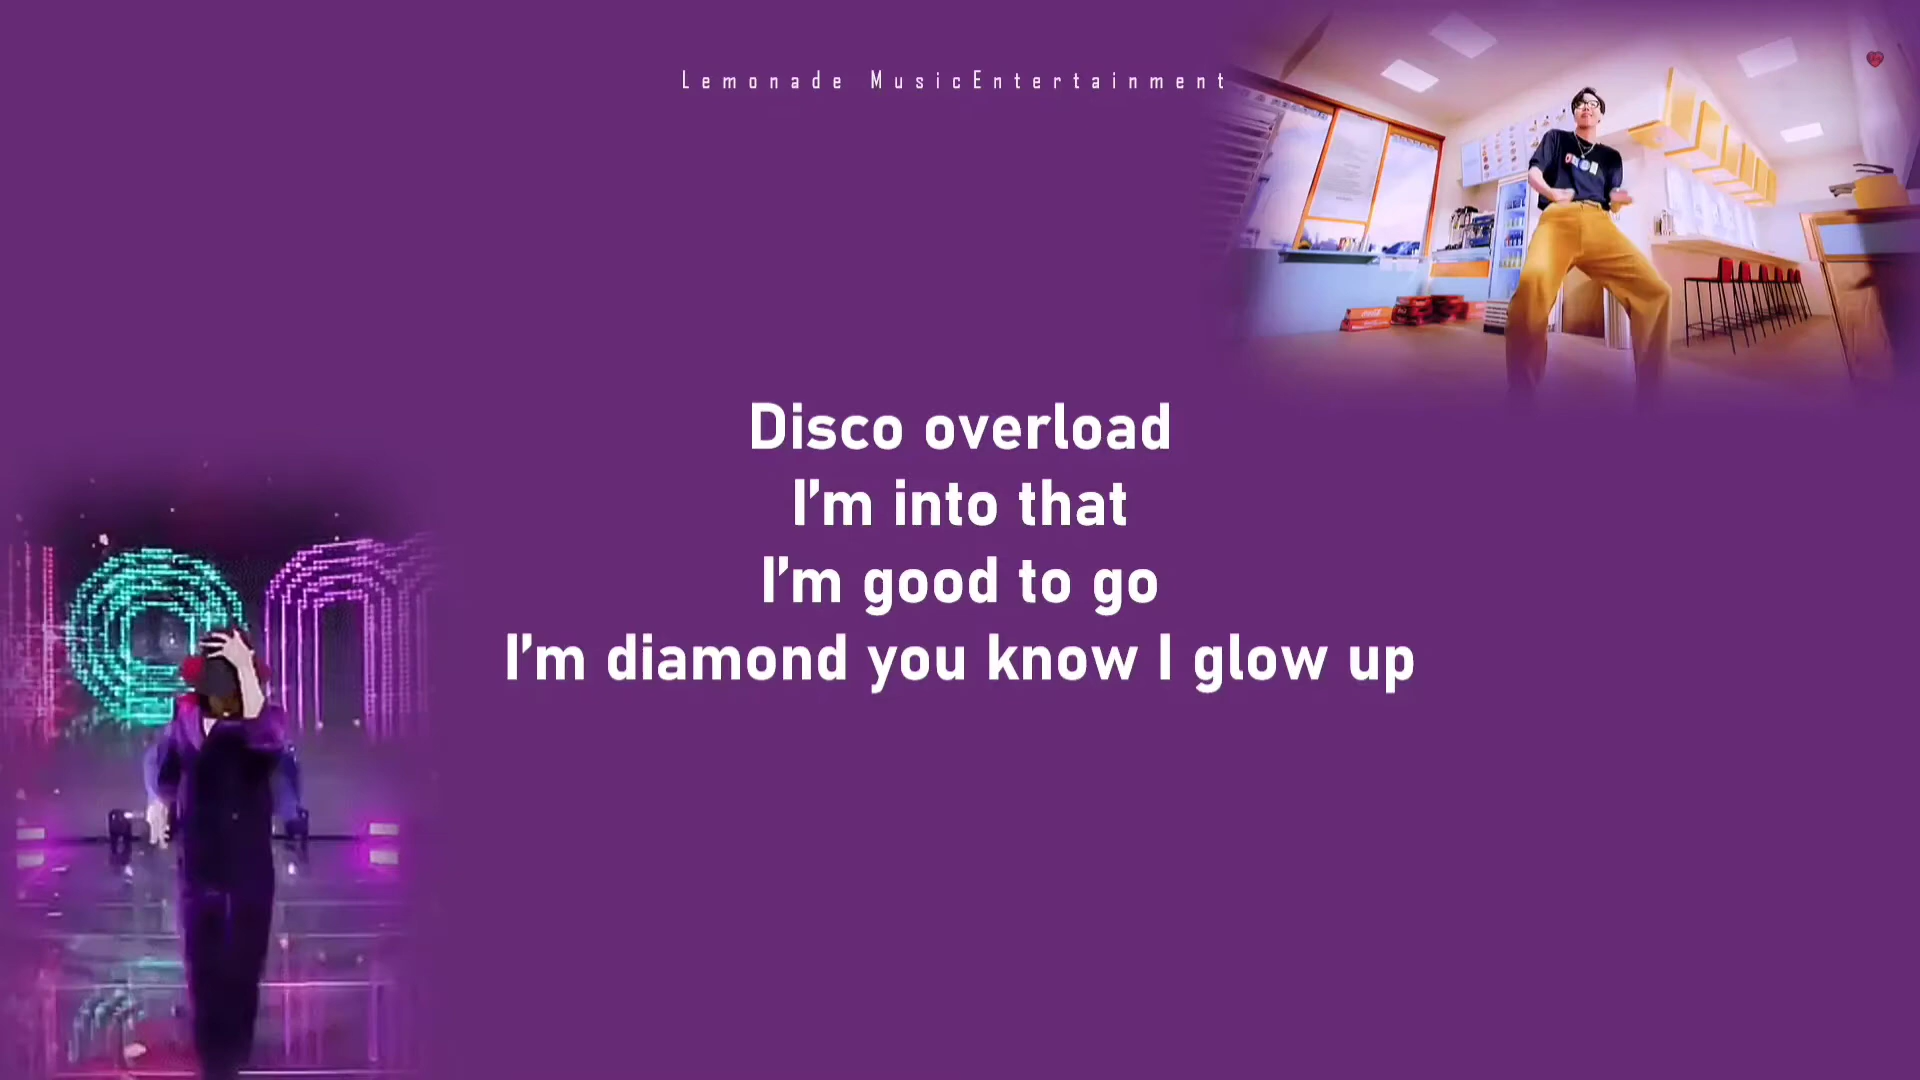 Lemonade MusicEntertainment
Disco overload
I'm into that
I'm good to go
I'm diamond you know I glow up